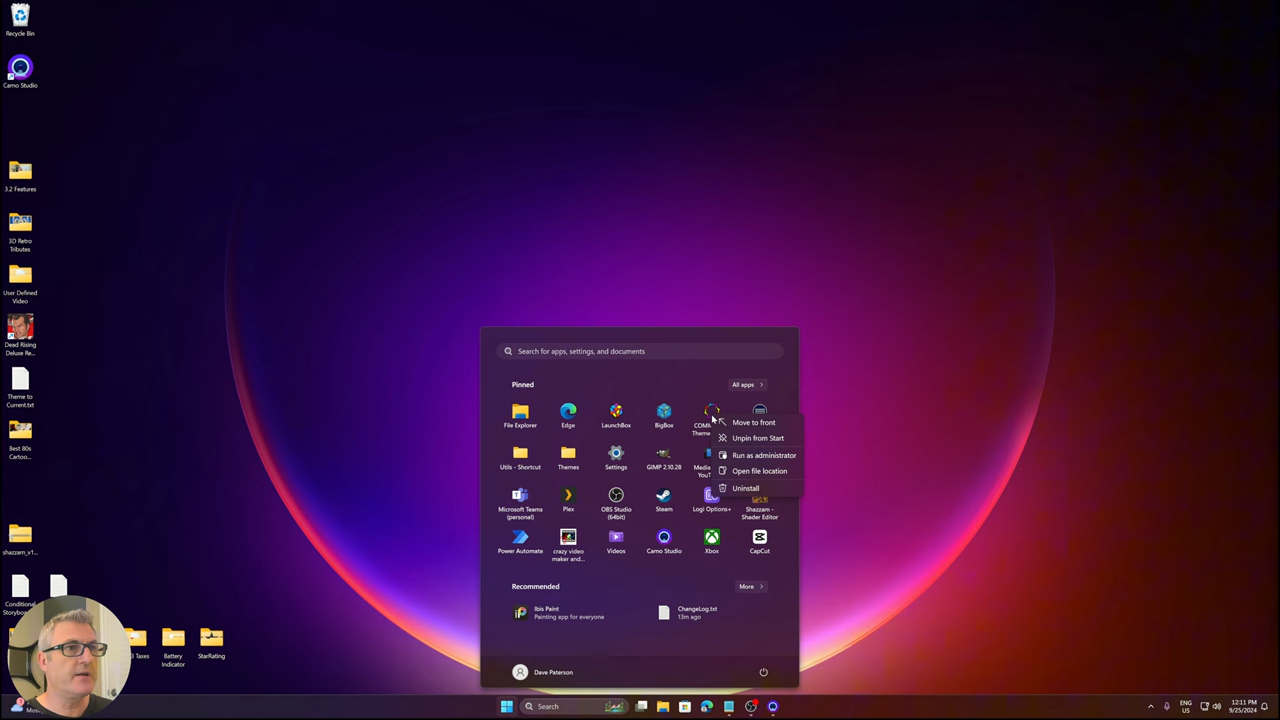 Recycle Bin
Camo Studio
3.2 Features
3D Retro
Tributes
User Defined
Video
Dead Rising
Deluxe Re...
Theme to
Current.txt
Best 80s
Cartoon...
shazzam_v1...
Conditional
Storyboa
3 Taxes
Battery
Indicator
StarRating
Search for apps, settings, and documents
Pinned
All apps
File Explorer
Edge
LaunchBox
BigBox
COMM
Theme
Move to front
Unpin from Start
Run as administrator
Open file location
Uninstall
Utils - Shortcut
Themes
Settings
GIMP 2.10.28
Media
YouT
Microsoft Teams
(personal)
Plex
OBS Studio
(64bit)
Steam
Logi Options+
Shazzam -
Shader Editor
Power Automate
crazy video
maker and...
Videos
Camo Studio
Xbox
CapCut
Recommended
More
Ibis Paint
Painting app for everyone
ChangeLog.txt
13m ago
Dave Paterson
Search
ENG
US
12:11 PM
9/25/2024